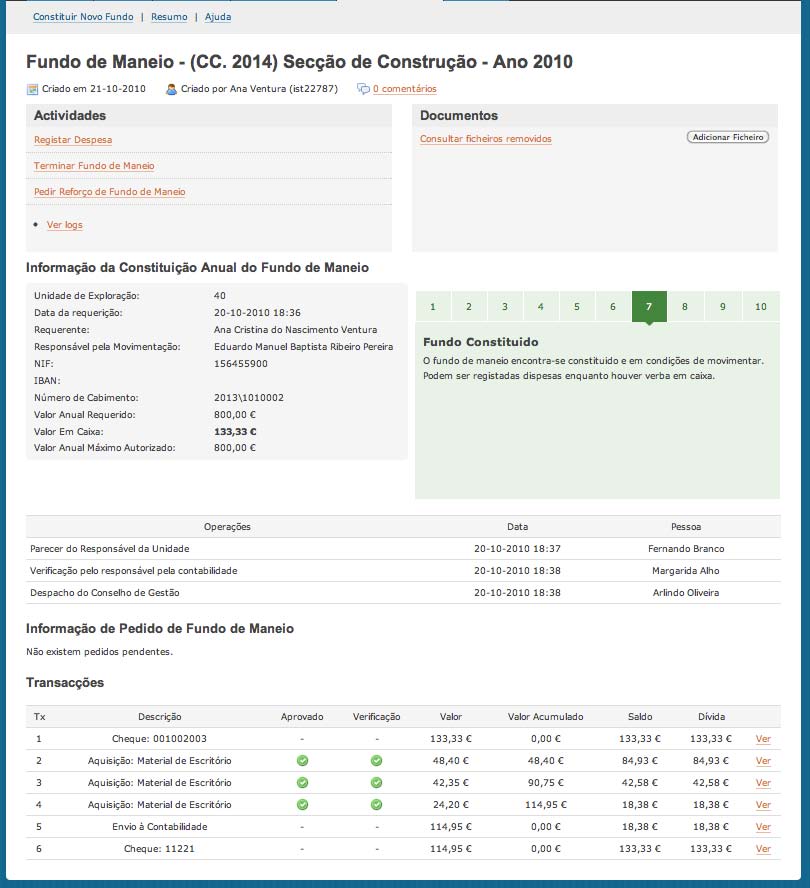 Constituir Novo Fundo | Resumo | Ajuda
Fundo de Maneio - (CC. 2014) Secção de Construção - Ano 2010
Criado em 21-10-2010 Criado por Ana Ventura (ist22787) 0 comentários
Actividades
Registar Despesa
Terminar Fundo de Maneio
Pedir Reforço de Fundo de Maneio
• Ver logs
Documentos
Consultar ficheiros removidos Adicionar Ficheiro
Informação da Constituição Anual do Fundo de Maneio
Unidade de Exploração: 40
Data da requerição: 20-10-2010 18:36
Requerente: Ana Cristina do Nascimento Ventura
Responsável pela Movimentação: Eduardo Manuel Baptista Ribeiro Pereira
NIF: 156455900
IBAN:
Número de Cabimento: 2013\1010002
Valor Anual Requerido: 800,00 €
Valor Em Caixa: 133,33 €
Valor Anual Máximo Autorizado: 800,00 €
1 2 3 4 5 6 7 8 9 10
Fundo Constituido
O fundo de maneio encontra-se constituido e em condições de movimentar.
Podem ser registadas dispesas enquanto houver verba em caixa.
Operações Data Pessoa
Parecer do Responsável da Unidade 20-10-2010 18:37 Fernando Branco
Verificação pelo responsável pela contabilidade 20-10-2010 18:38 Margarida Alho
Despacho do Conselho de Gestão 20-10-2010 18:38 Arlindo Oliveira
Informação de Pedido de Fundo de Maneio
Não existem pedidos pendentes.
Transacções
Tx Descrição Aprovado Verificação Valor Valor Acumulado Saldo Dívida
1 Cheque: 001002003 - - 133,33 € 0,00 € 133,33 € 133,33 € Ver
2 Aquisição: Material de Escritório 48,40 € 48,40 € 84,93 € 84,93 € Ver
3 Aquisição: Material de Escritório 42,35 € 90,75 € 42,58 € 42,58 € Ver
4 Aquisição: Material de Escritório 24,20 € 114,95 € 18,38 € 18,38 € Ver
5 Envio à Contabilidade - - 114,95 € 0,00 € 18,38 € 18,38 € Ver
6 Cheque: 11221 - - 114,95 € 0,00 € 133,33 € 133,33 € Ver